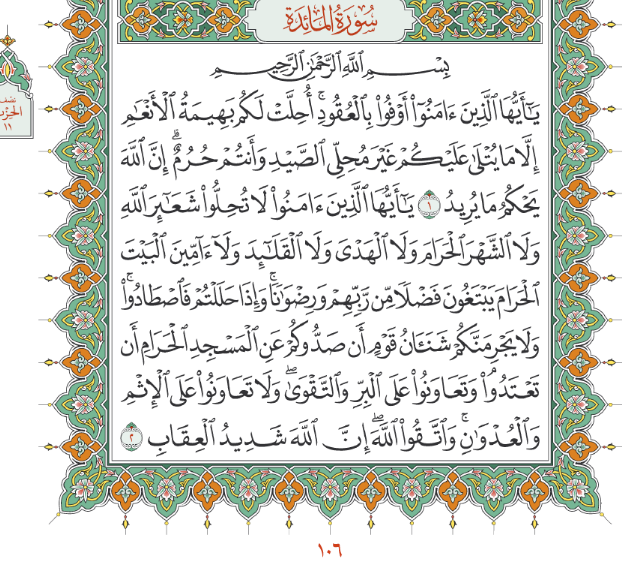 سُورَةُ المَائِدَةِ
بِسْمِ ٱللَّهِ ٱلرَّحْمَٰنِ ٱلرَّحِيمِ
يَٰٓأَيُّهَا ٱلَّذِينَ ءَامَنُوٓا۟ أَوْفُوا۟ بِٱلْعُقُودِ ۚ أُحِلَّتْ لَكُم بَهِيمَةُ ٱلْأَنْعَٰمِ
إِلَّا مَا يُتْلَىٰ عَلَيْكُمْ غَيْرَ مُحِلِّى ٱلصَّيْدِ وَأَنتُمْ حُرُمٌ ۗ إِنَّ ٱللَّهَ
يَحْكُمُ مَا يُرِيدُ ١ يَٰٓأَيُّهَا ٱلَّذِينَ ءَامَنُوا۟ لَا تُحِلُّوا۟ شَعَٰٓئِرَ ٱللَّهِ
وَلَا ٱلشَّهْرَ ٱلْحَرَامَ وَلَا ٱلْهَدْىَ وَلَا ٱلْقَلَٰٓئِدَ وَلَآ ءَآمِّينَ ٱلْبَيْتَ
ٱلْحَرَامَ يَبْتَغُونَ فَضْلًا مِّن رَّبِّهِمْ وَرِضْوَٰنًا ۚ وَإِذَا حَلَلْتُمْ فَٱصْطَادُوا۟ ۚ
وَلَا يَجْرِمَنَّكُمْ شَنَـَٔانُ قَوْمٍ أَن صَدُّوكُمْ عَنِ ٱلْمَسْجِدِ ٱلْحَرَامِ أَن
تَعْتَدُوا۟ ۘ وَتَعَاوَنُوا۟ عَلَى ٱلْبِرِّ وَٱلتَّقْوَىٰ ۖ وَلَا تَعَاوَنُوا۟ عَلَى ٱلْإِثْمِ
وَٱلْعُدْوَٰنِ ۚ وَٱتَّقُوا۟ ٱللَّهَ ۖ إِنَّ ٱللَّهَ شَدِيدُ ٱلْعِقَابِ ٢
نصف
الحزب
١١
١٠٦